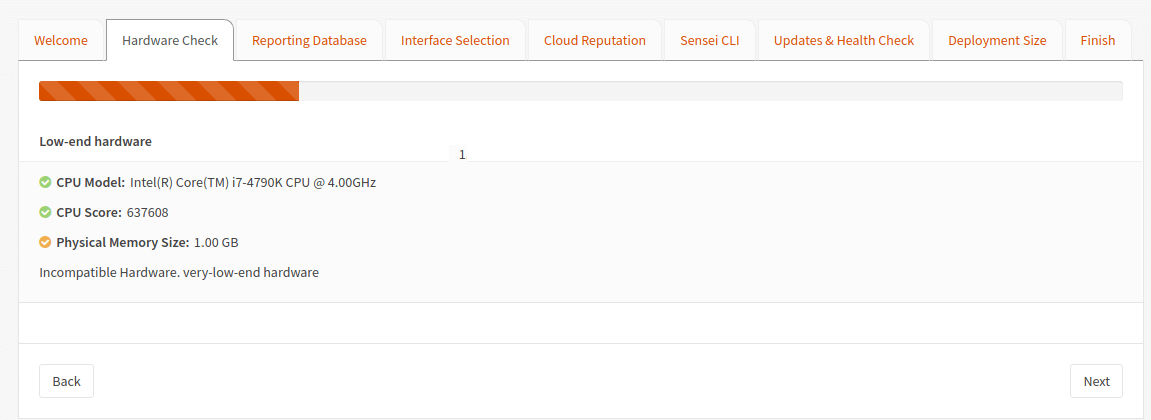 Welcome Hardware Check Reporting Database Interface Selection Cloud Reputation Sensei CLI Updates & Health Check Deployment Size Finish
Low-end hardware
1
CPU Model: Intel(R) Core(TM) i7-4790K CPU @ 4.00GHz
CPU Score: 637608
Physical Memory Size: 1.00 GB
Incompatible Hardware. very-low-end hardware
Back Next